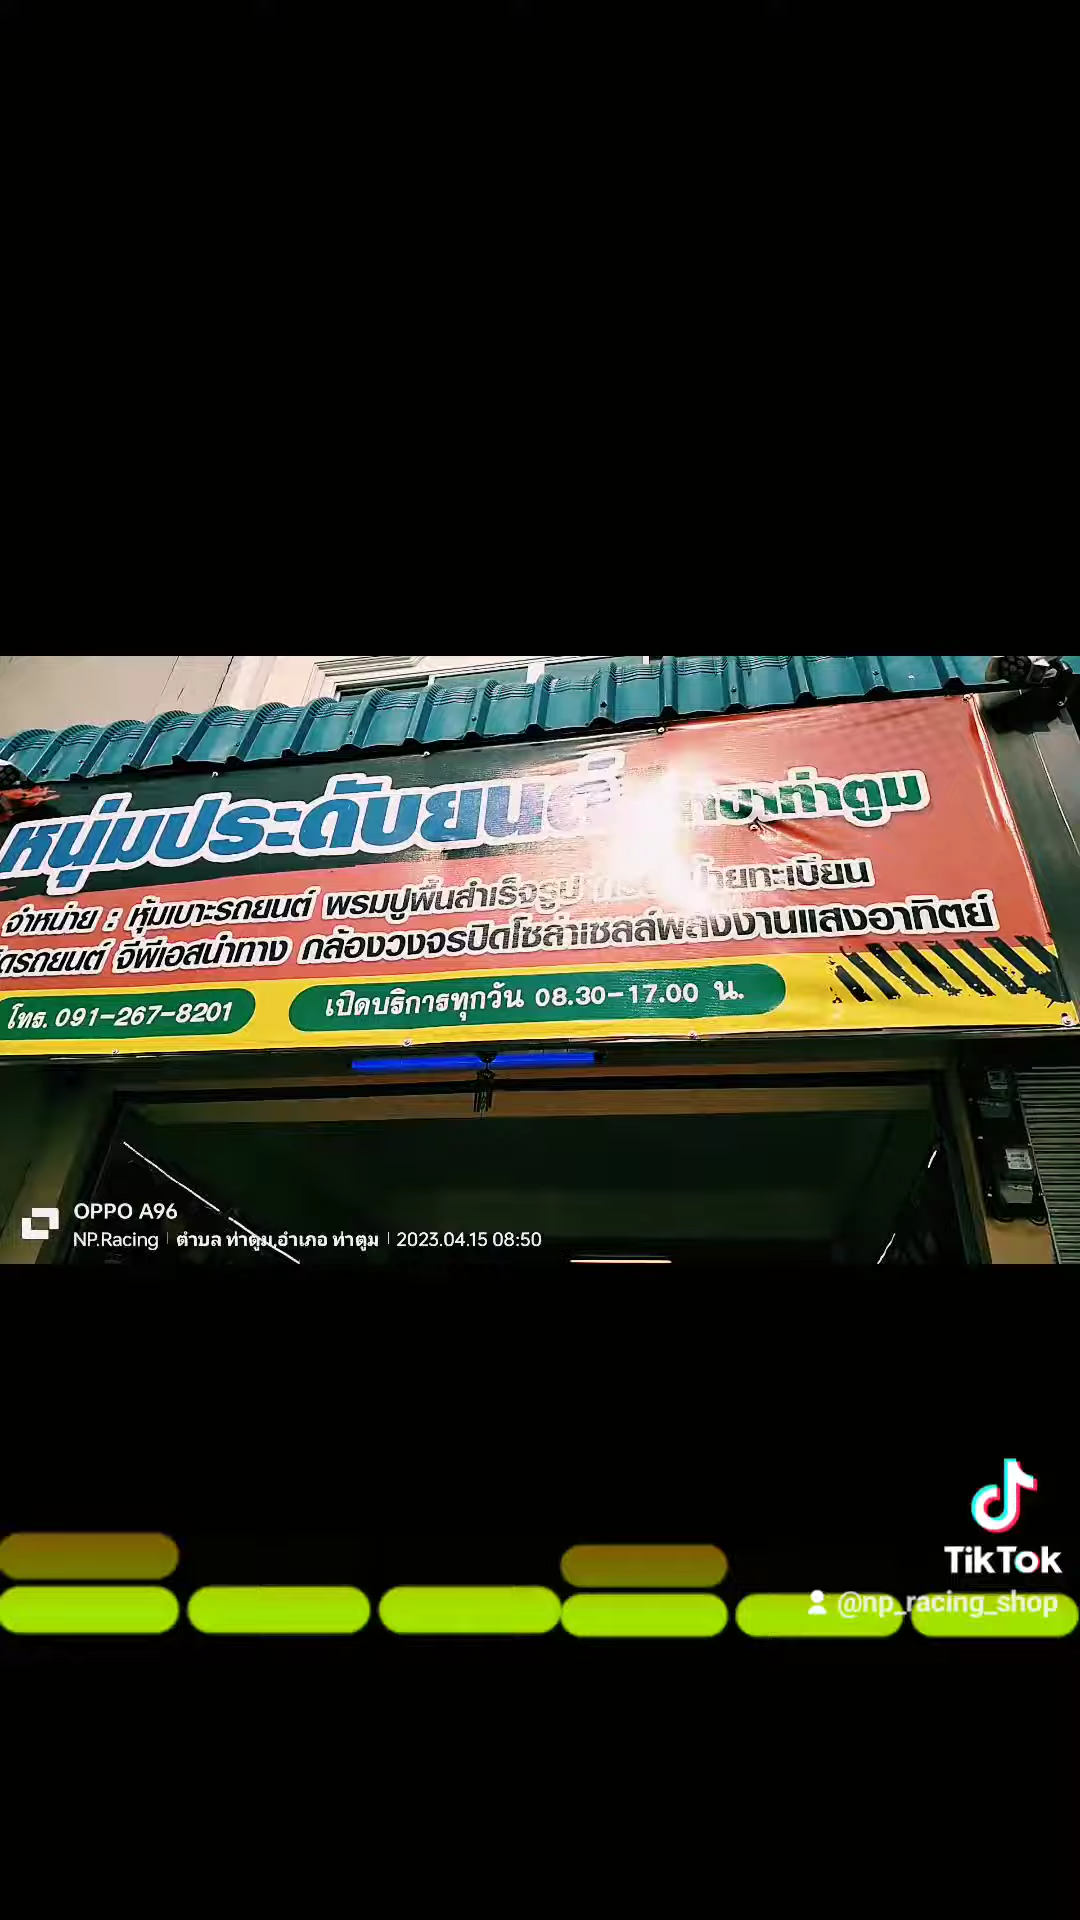 หนุ่มประดับยนต์ สาขาท่าตูม
จำหน่าย : หุ้มเบาะรถยนต์ พรมปูพื้นสำเร็จรูป ป้ายทะเบียน
รถยนต์ จีพีเอสนำทาง กล้องวงจรปิดโซล่าเซลล์พลังงานแสงอาทิตย์
โทร. 091-267-8201
เปิดบริการทุกวัน 08.30-17.00 น.
OPPO A96
NP.Racing | ตำบล ท่าตูม,อำเภอ ท่าตูม | 2023.04.15 08:50
TikTok
@np_racing_shop